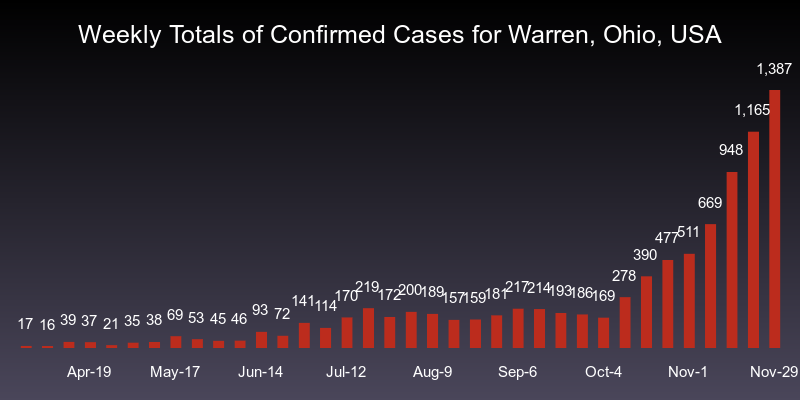 Weekly Totals of Confirmed Cases for Warren, Ohio, USA
1,387
1,165
948
669
477 511
390
278
17 16 39 37 21 35 38 69 53 45 46 93 72 141 114 170 219 172 200 189 157 159 181 217 214 193 186 169
Apr-19 May-17 Jun-14 Jul-12 Aug-9 Sep-6 Oct-4 Nov-1 Nov-29